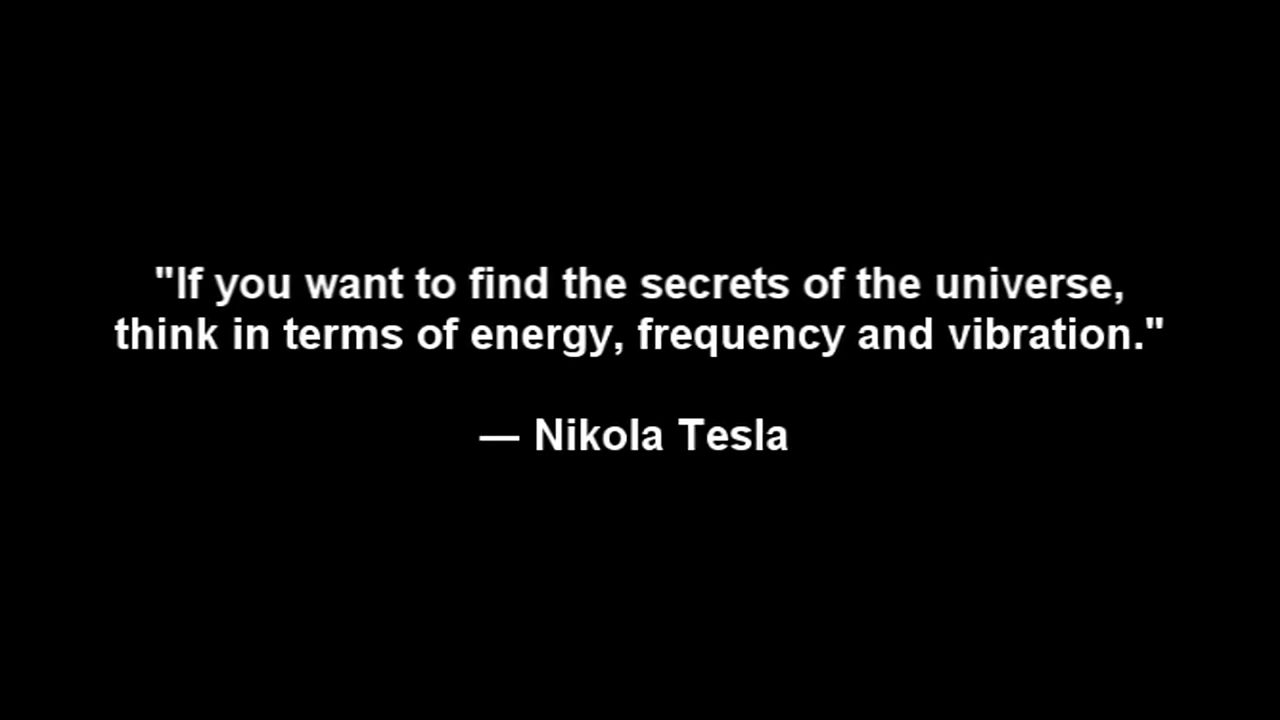 "If you want to find the secrets of the universe,
think in terms of energy, frequency and vibration."
— Nikola Tesla